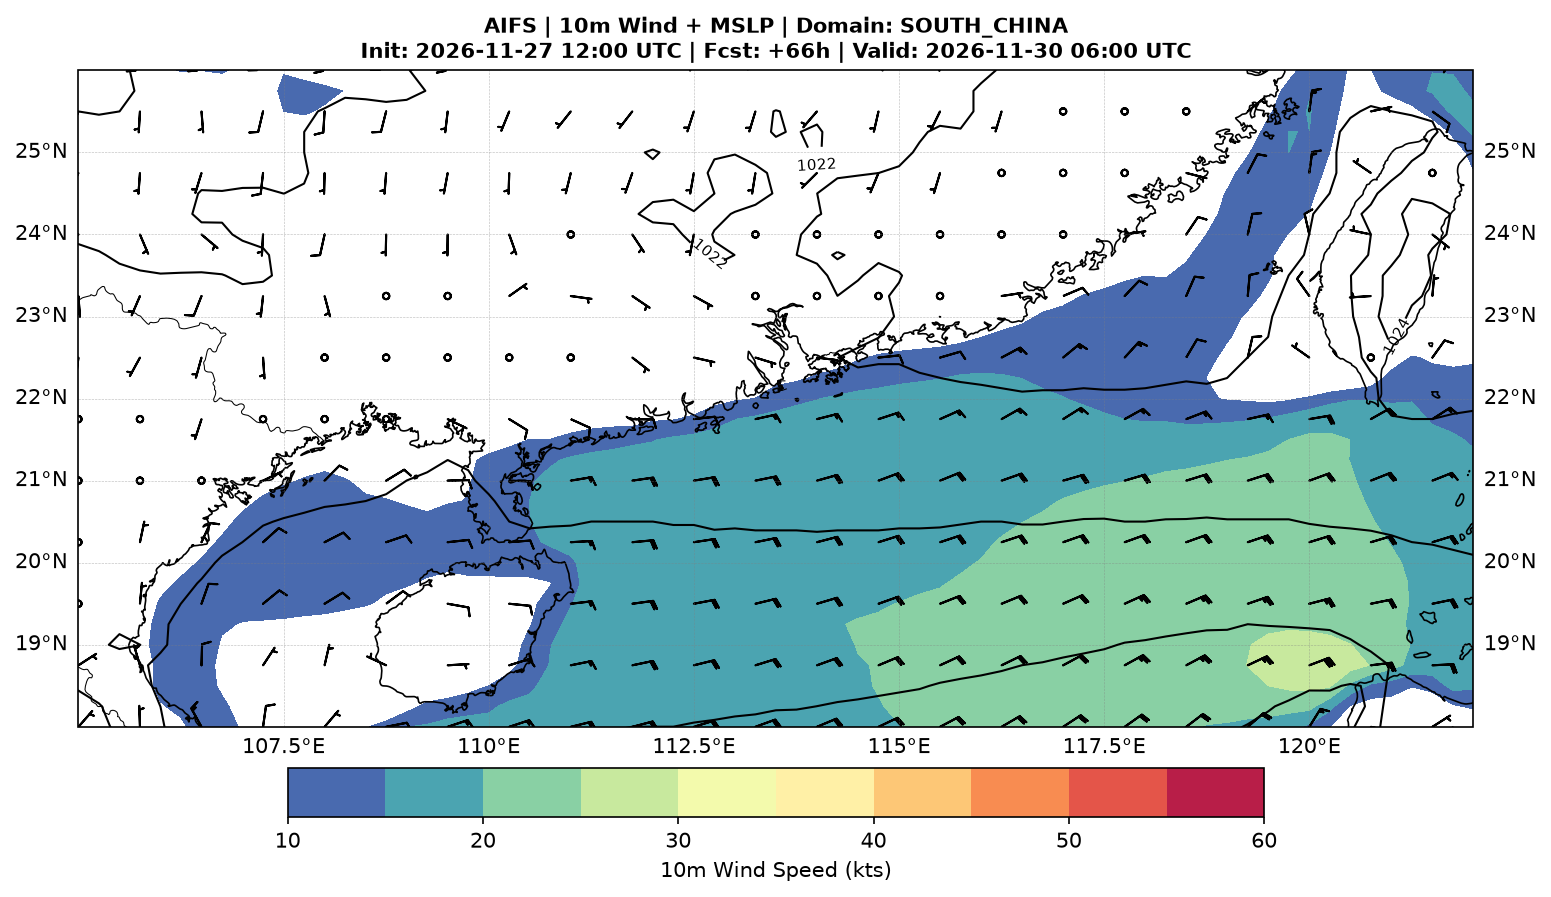 AIFS | 10m Wind + MSLP | Domain: SOUTH_CHINA
Init: 2026-11-27 12:00 UTC | Fcst: +66h | Valid: 2026-11-30 06:00 UTC
25°N
24°N
23°N
22°N
21°N
20°N
19°N
1022
1022
1024
25°N
24°N
23°N
22°N
21°N
20°N
19°N
107.5°E 110°E 112.5°E 115°E 117.5°E 120°E
10 20 30 40 50 60
10m Wind Speed (kts)